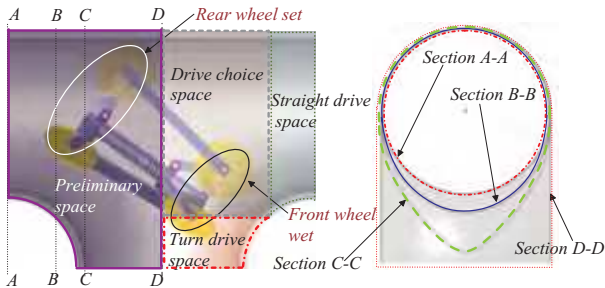 A
B
C
D
Rear wheel set
Drive choice
space
Straight drive
space
Preliminary
space
Front wheel
wet
Turn drive
space
A
B
C
D
Section A-A
Section B-B
Section C-C
Section D-D